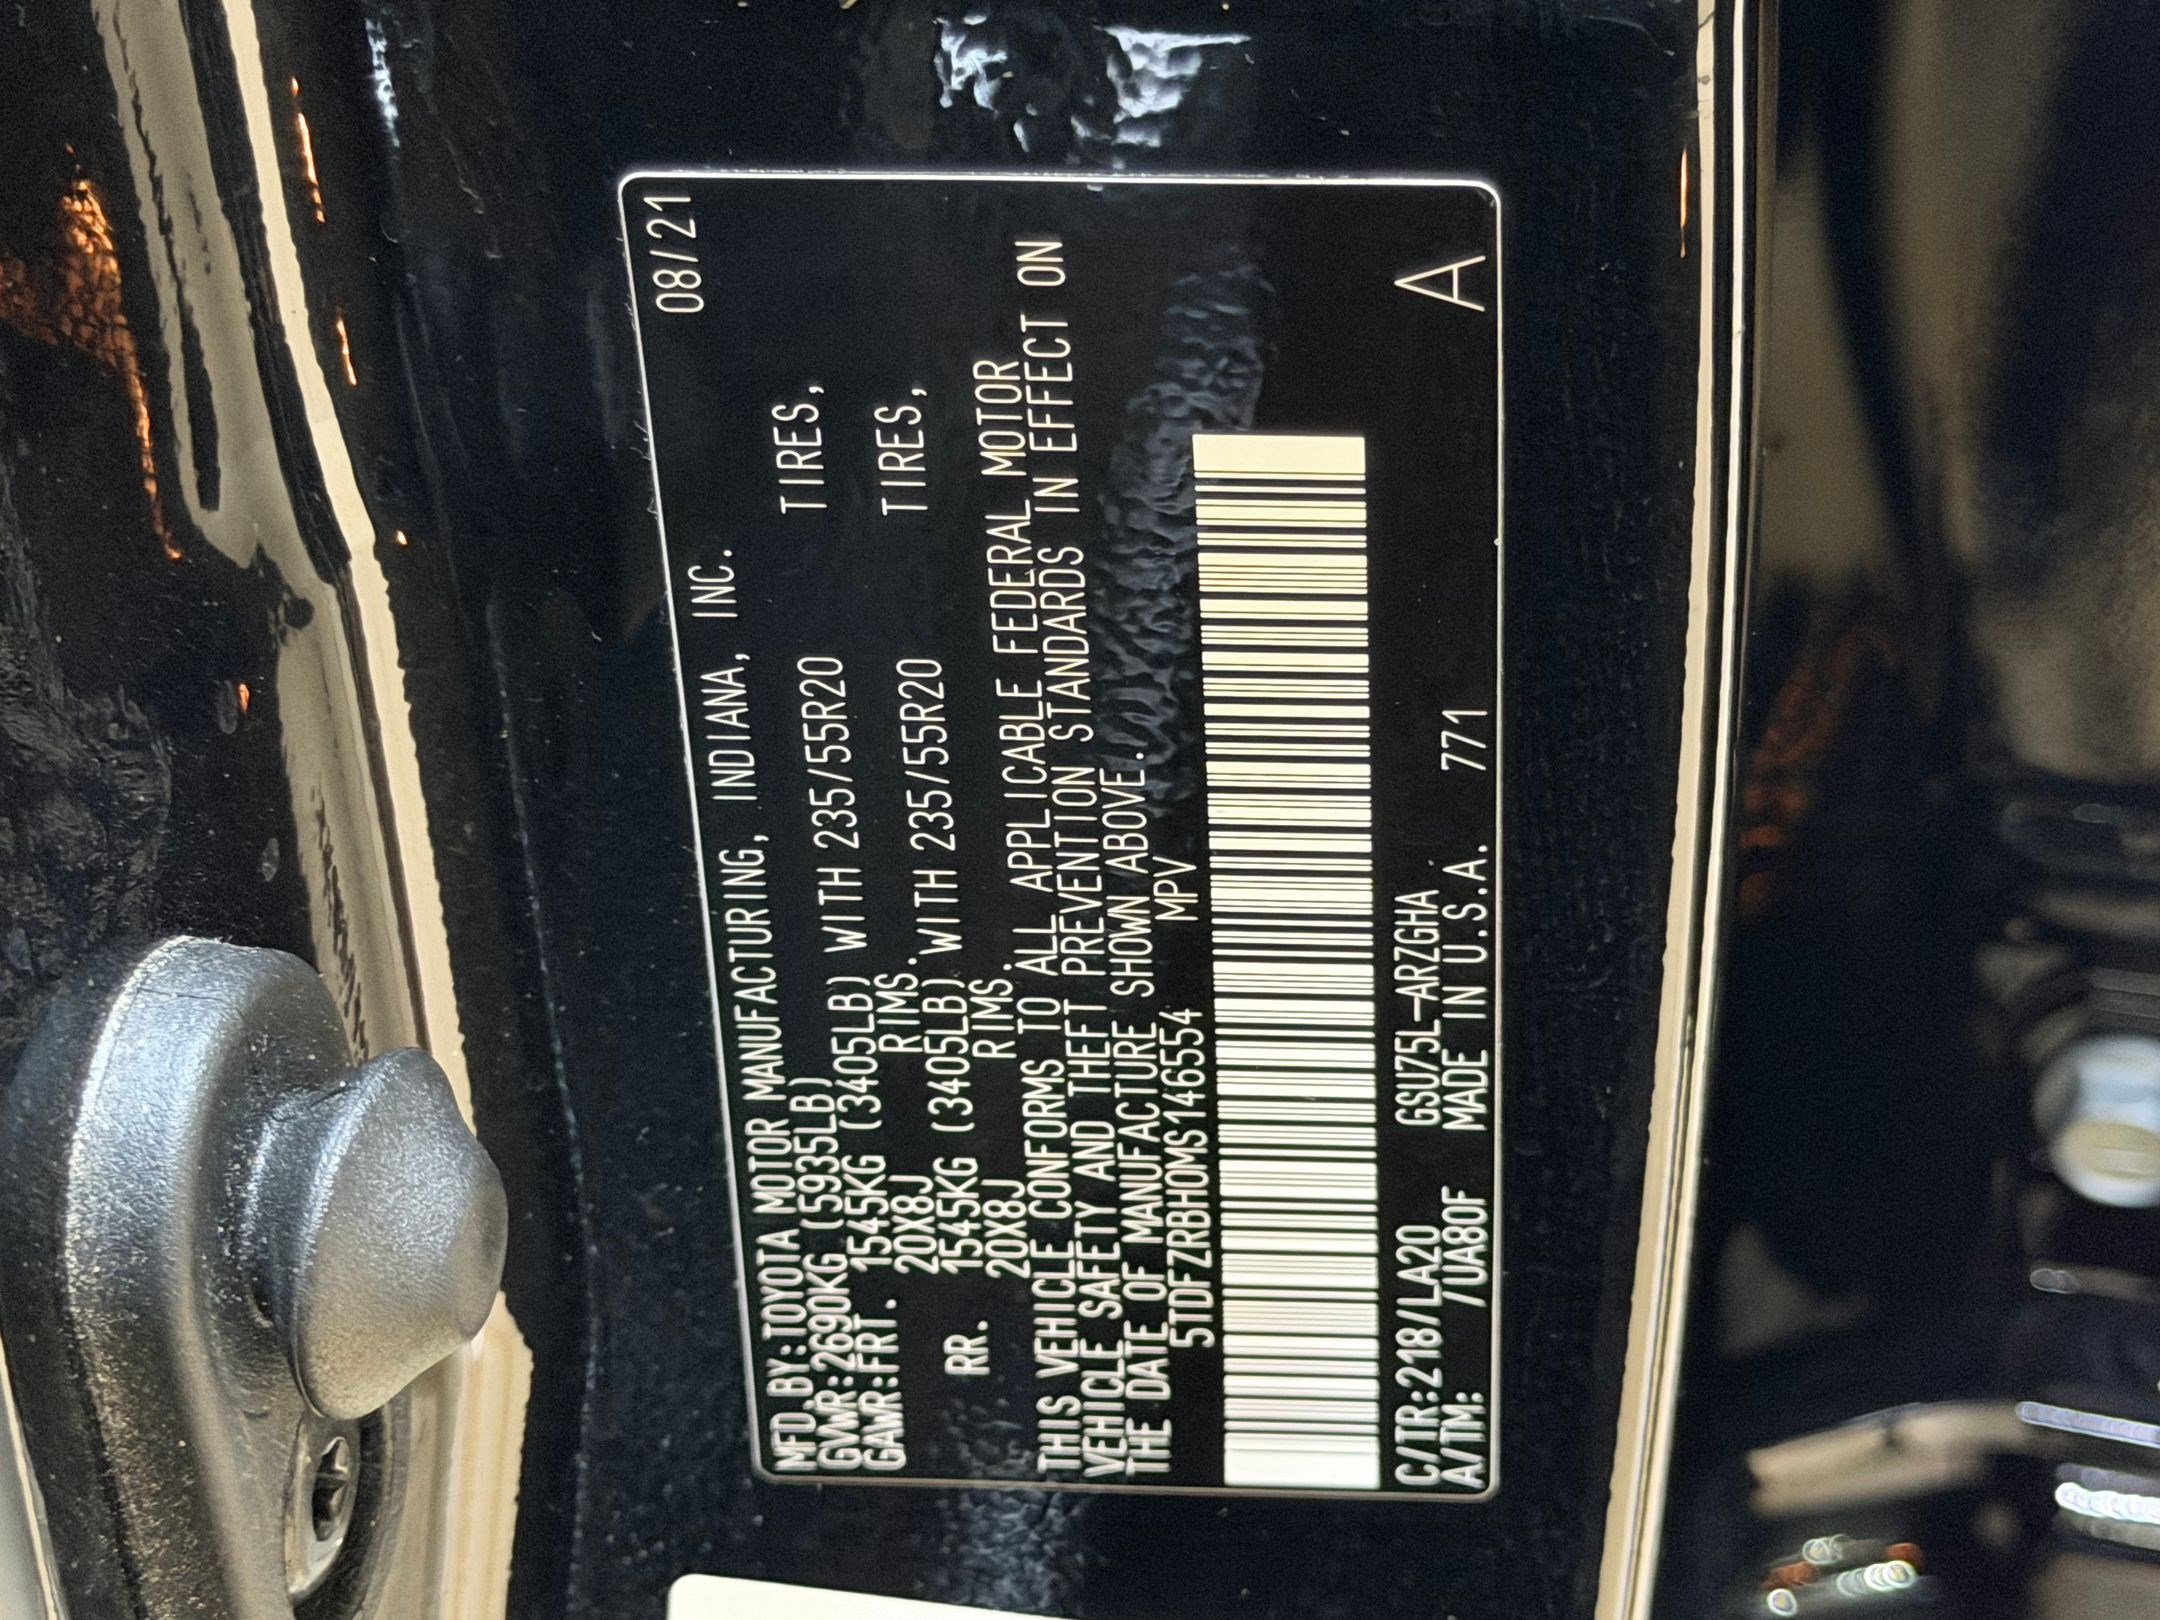 MFD.BY:TOYOTA MOTOR MANUFACTURING, INDIANA, INC. 08/21
GVWR:2690KG (5935LB)
GAWR:FRT. 1545KG (3405LB) WITH 235/55R20 TIRES,
20X8J RIMS.
RR. 1545KG (3405LB) WITH 235/55R20 TIRES,
20X8J RIMS.
THIS VEHICLE CONFORMS TO ALL APPLICABLE FEDERAL MOTOR
VEHICLE SAFETY AND THEFT PREVENTION STANDARDS IN EFFECT ON
THE DATE OF MANUFACTURE SHOWN ABOVE.
5TDFZRBH0MS146554 MPV
C/TR:218/LA20 GSU75L-ARZGHA
A/TM: /UA80F MADE IN U.S.A. 771 A